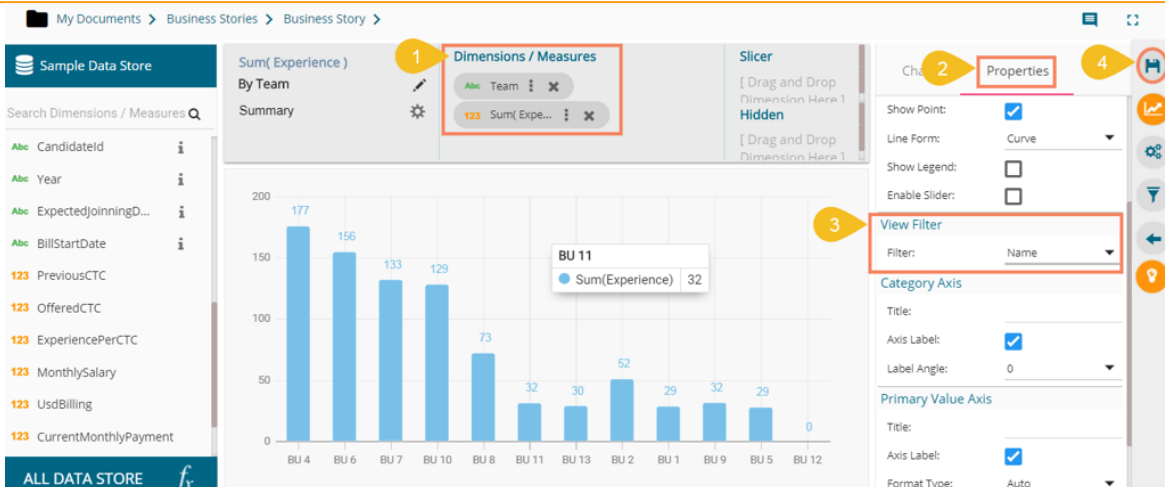 My Documents > Business Stories > Business Story >
Sample Data Store
Search Dimensions / Measures
Abc CandidateId i
Abc Year i
Abc ExpectedJoinningD... i
Abc BillStartDate i
123 PreviousCTC
123 OfferedCTC
123 ExperiencePerCTC
123 MonthlySalary
123 UsdBilling
123 CurrentMonthlyPayment
ALL DATA STORE fx
Sum( Experience )
By Team
Summary
1
Dimensions / Measures
Abc Team
123 Sum( Expe...
Slicer
[ Drag and Drop
Dimension Here ]
Hidden
[ Drag and Drop
Dimension Here ]
200
150
100
50
0
177
156
133
129
73
32
30
52
29
32
29
0
BU 11
Sum(Experience) 32
BU 4 BU 6 BU 7 BU 10 BU 8 BU 11 BU 13 BU 2 BU 1 BU 9 BU 5 BU 12
2
Properties
4
Show Point:
Line Form: Curve
Show Legend:
Enable Slider:
3
View Filter
Filter: Name
Category Axis
Title:
Axis Label:
Label Angle: 0
Primary Value Axis
Title:
Axis Label:
Format Type: Auto